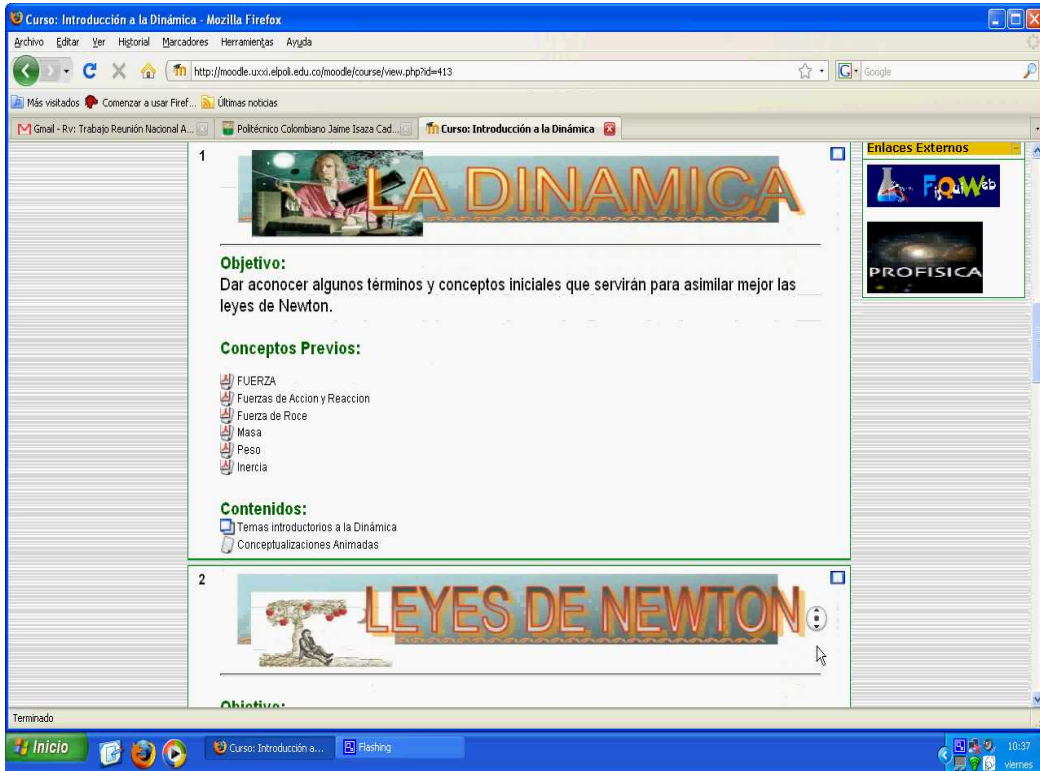 Curso: Introducción a la Dinámica - Mozilla Firefox
Archivo Editar Ver Historial Marcadores Herramientas Ayuda
http://moodle.uxxi.elpoli.edu.co/moodle/course/view.php?id=413
Google
Más visitados Comenzar a usar Firef... Últimas noticias
Gmail - Rv: Trabajo Reunión Nacional A... Politécnico Colombiano Jaime Isaza Cad... Curso: Introducción a la Dinámica
1
LA DINAMICA
Enlaces Externos
FiQuiWeb
PROFISICA
Objetivo:
Dar aconocer algunos términos y conceptos iniciales que servirán para asimilar mejor las
leyes de Newton.
Conceptos Previos:
FUERZA
Fuerzas de Accion y Reaccion
Fuerza de Roce
Masa
Peso
Inercia
Contenidos:
Temas introductorios a la Dinámica
Conceptualizaciones Animadas
2
LEYES DE NEWTON
Objetivo:
Terminado
Inicio
Curso: Introducción a... Flashing
10:37
viernes